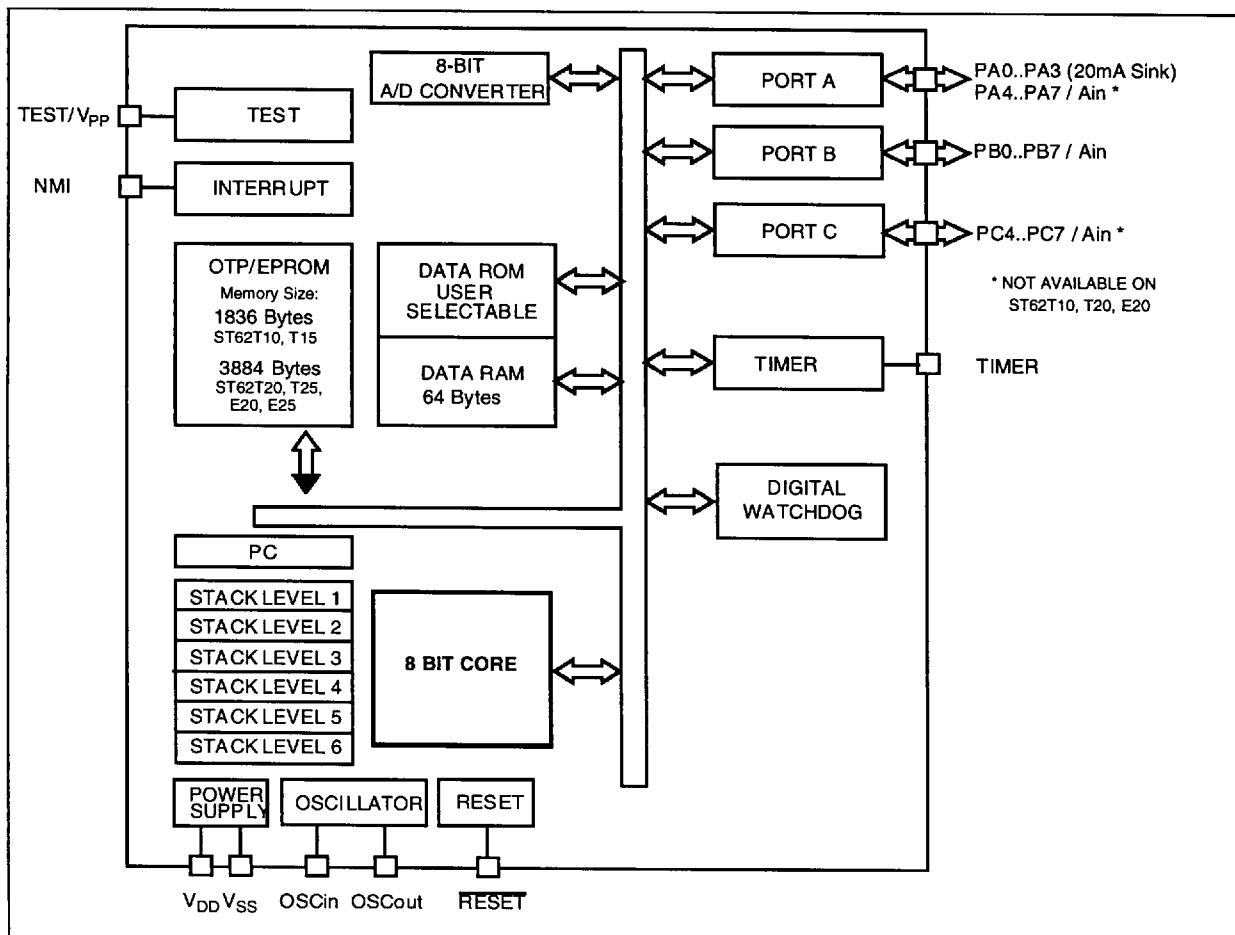 8-BIT
A/D CONVERTER
PORT A
PA0..PA3 (20mA Sink)
PA4..PA7 / Ain *
TEST/VPP
TEST
PORT B
PB0..PB7 / Ain
NMI
INTERRUPT
PORT C
PC4..PC7 / Ain *
OTP/EPROM
Memory Size:
1836 Bytes
ST62T10, T15
3884 Bytes
ST62T20, T25,
E20, E25
DATA ROM
USER
SELECTABLE
DATA RAM
64 Bytes
* NOT AVAILABLE ON
ST62T10, T20, E20
TIMER
TIMER
DIGITAL
WATCHDOG
PC
STACK LEVEL 1
STACK LEVEL 2
STACK LEVEL 3
STACK LEVEL 4
STACK LEVEL 5
STACK LEVEL 6
8 BIT CORE
POWER
SUPPLY
OSCILLATOR
RESET
VDD VSS OSCin OSCout RESET